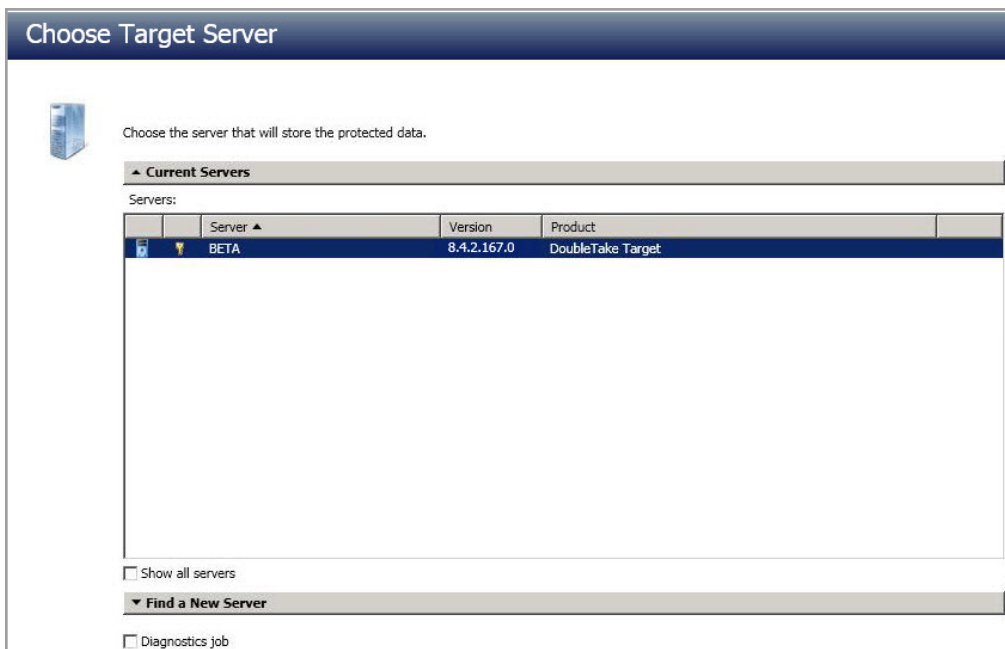 Choose Target Server
Choose the server that will store the protected data.
▲ Current Servers
Servers:
Server ▲ Version Product
BETA 8.4.2.167.0 DoubleTake Target
Show all servers
▼ Find a New Server
Diagnostics job